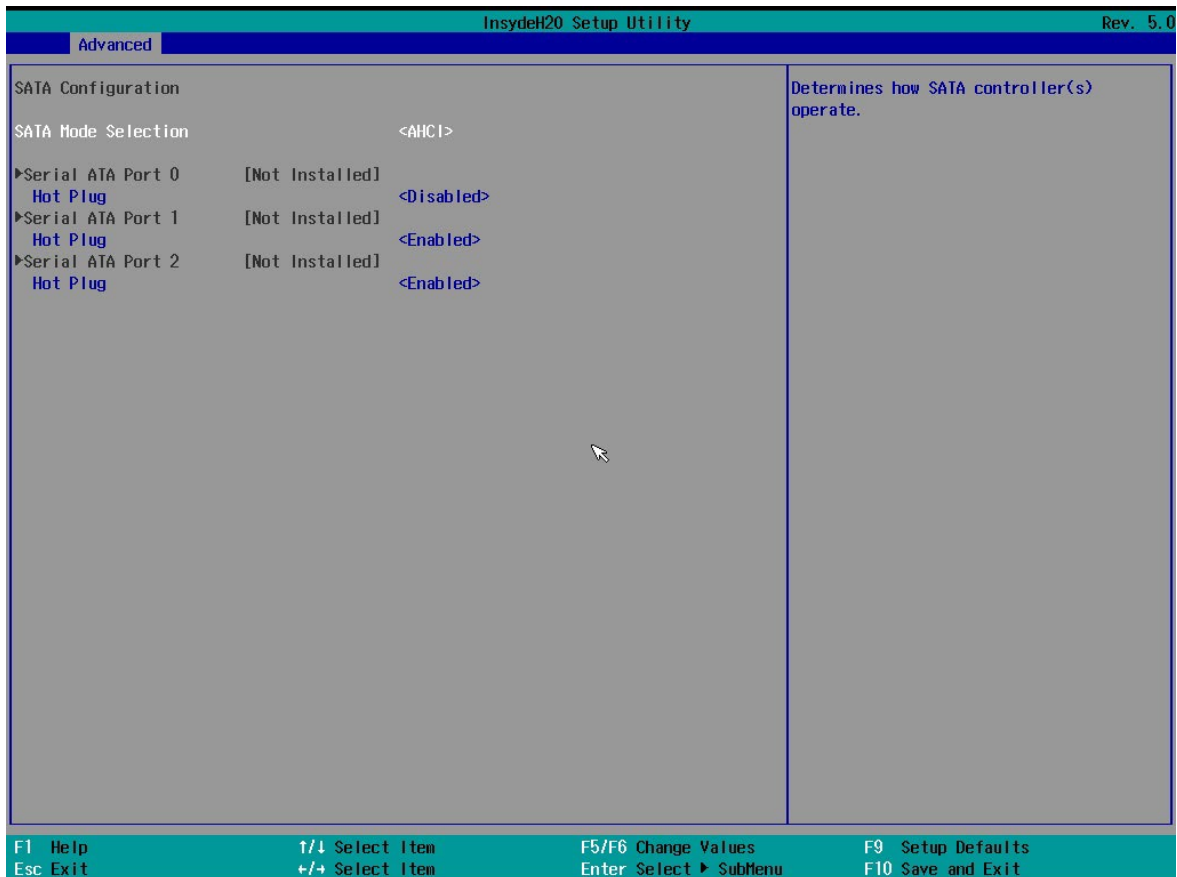 InsydeH2O Setup Utility Rev. 5.0
Advanced
SATA Configuration
SATA Mode Selection <AHCI>
▶Serial ATA Port 0 [Not Installed]
Hot Plug <Disabled>
▶Serial ATA Port 1 [Not Installed]
Hot Plug <Enabled>
▶Serial ATA Port 2 [Not Installed]
Hot Plug <Enabled>
Determines how SATA controller(s)
operate.
F1 Help ↑/↓ Select Item F5/F6 Change Values F9 Setup Defaults
Esc Exit ←/→ Select Item Enter Select ▶ SubMenu F10 Save and Exit